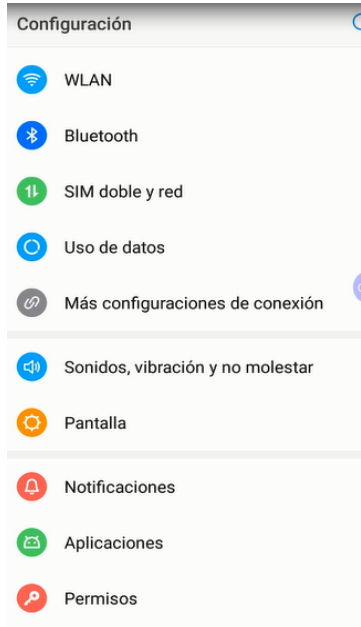 Configuración
WLAN
Bluetooth
SIM doble y red
Uso de datos
Más configuraciones de conexión
Sonidos, vibración y no molestar
Pantalla
Notificaciones
Aplicaciones
Permisos